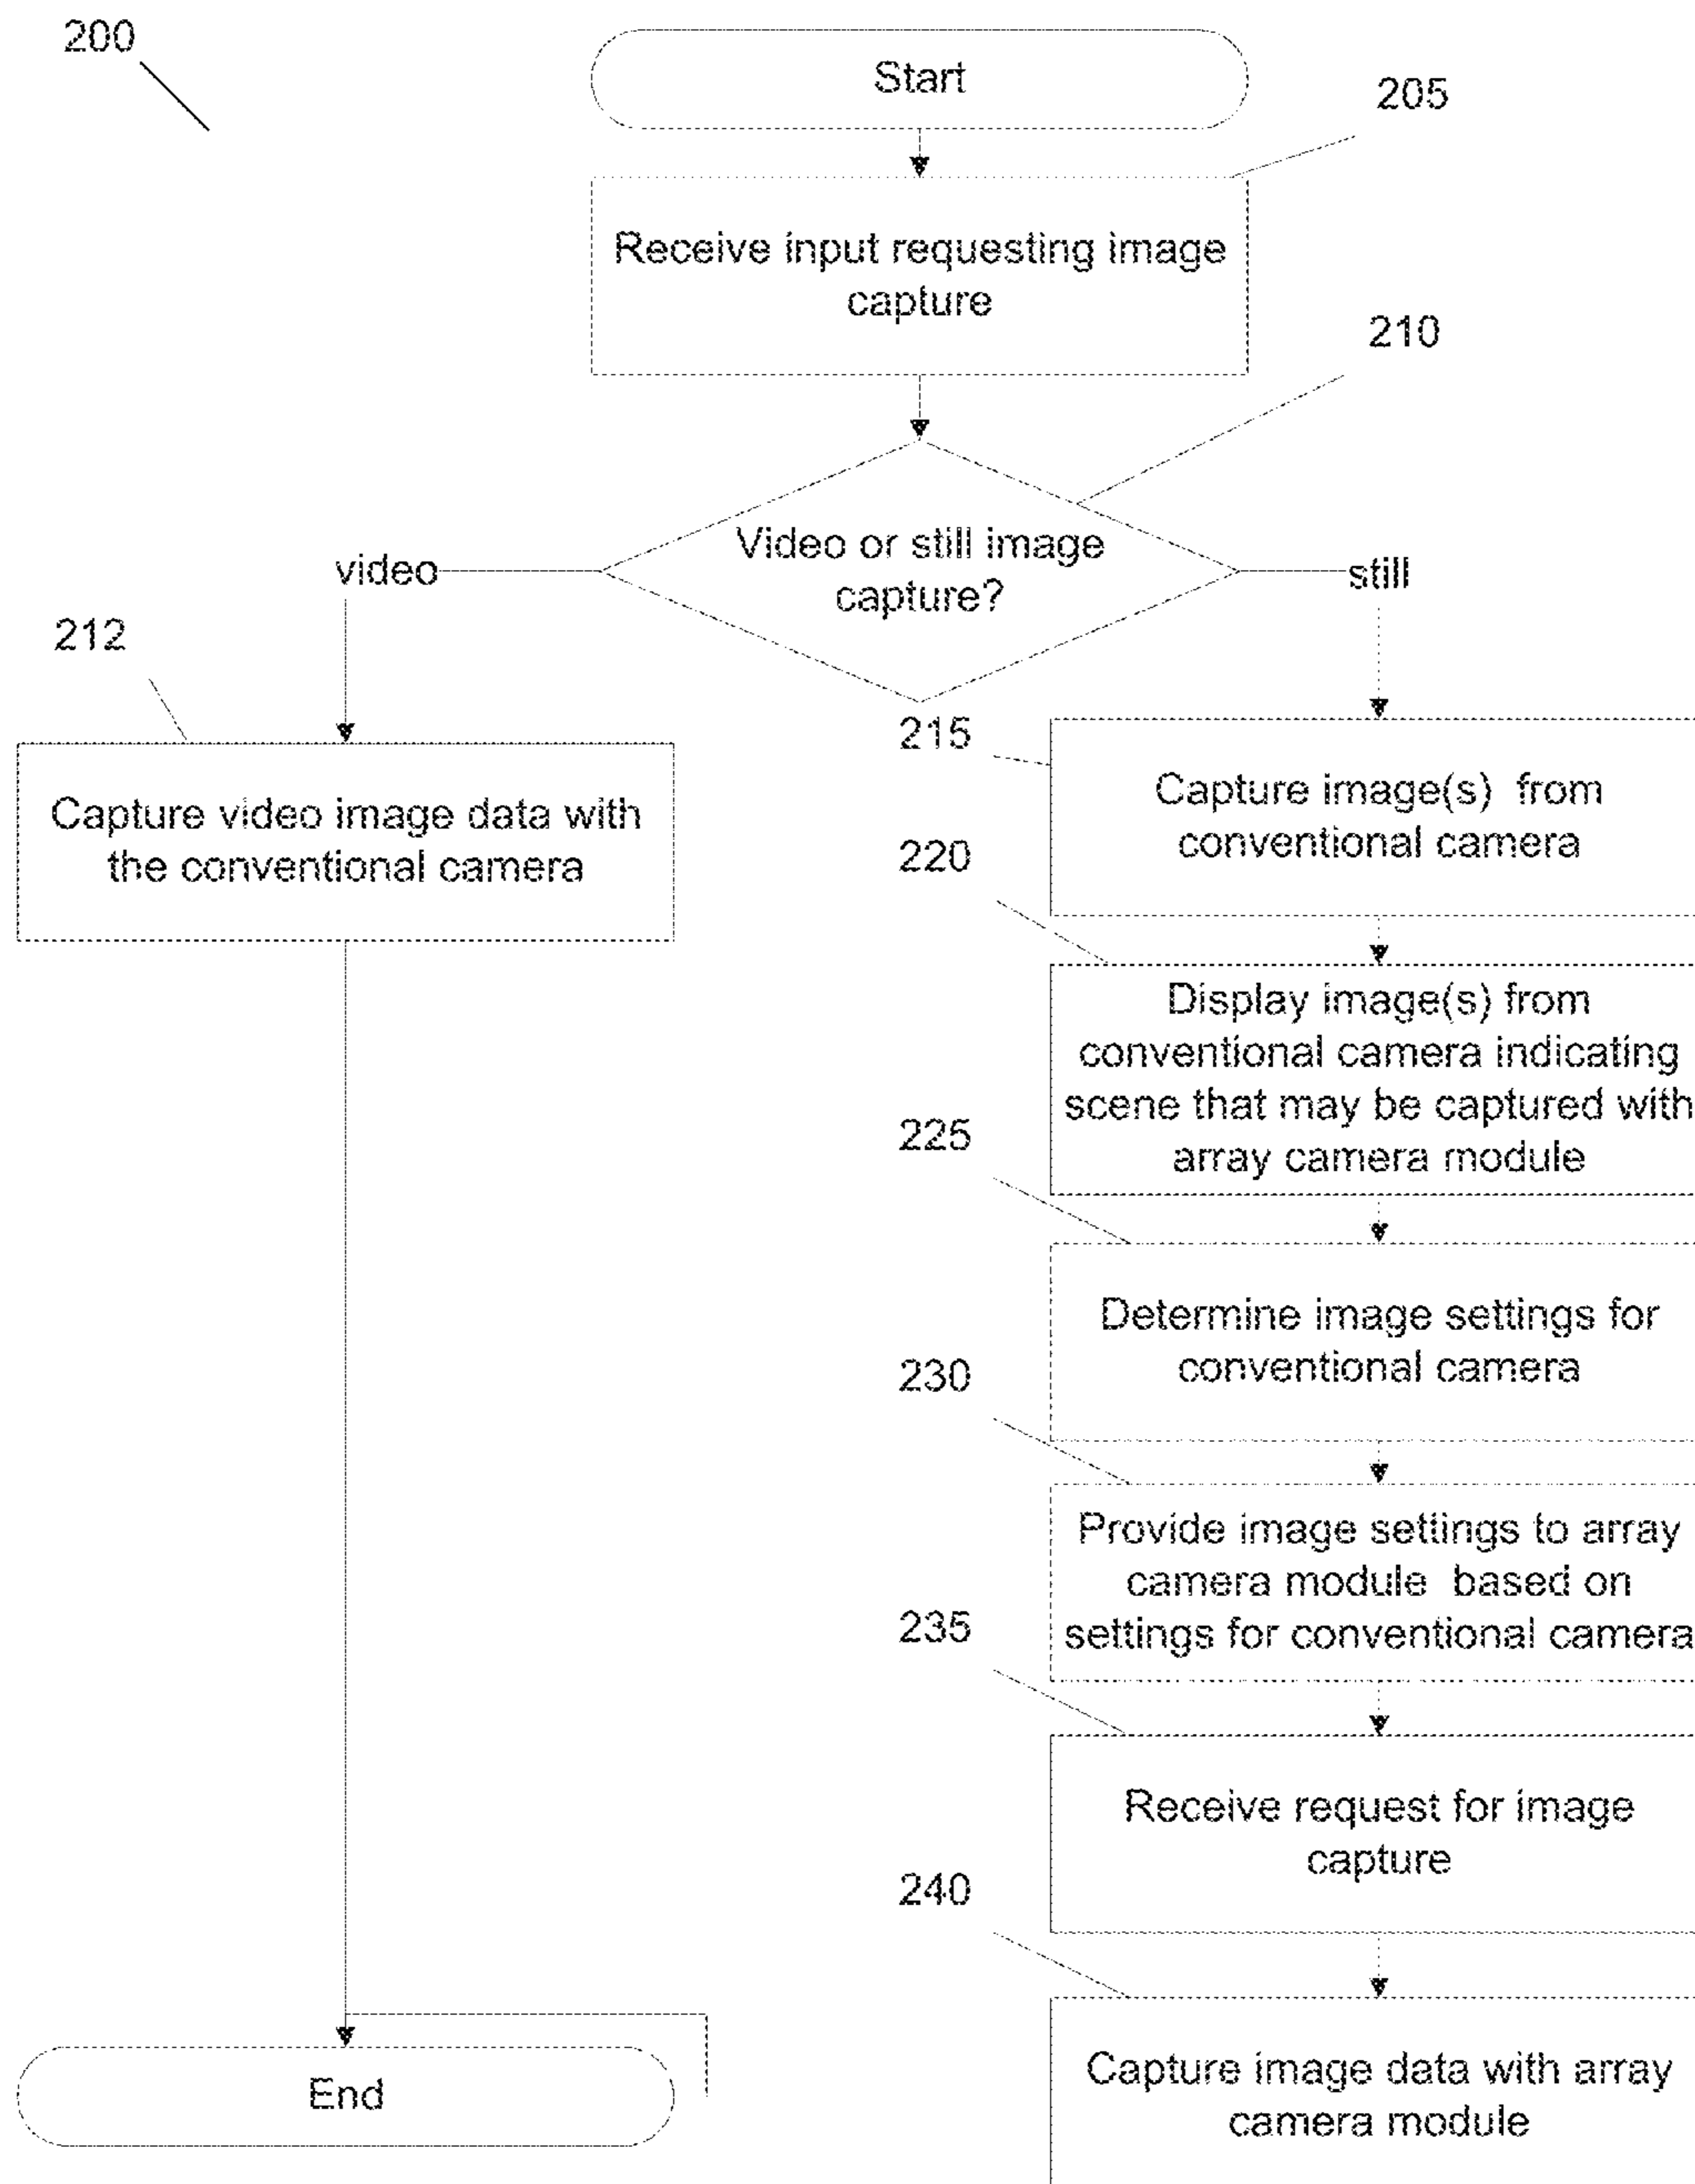 200
Start
205
Receive input requesting image
capture
210
Video or still image
capture?
video
still
212
Capture video image data with
the conventional camera
215
Capture image(s) from
conventional camera
220
Display image(s) from
conventional camera indicating
scene that may be captured with
array camera module
225
Determine image settings for
conventional camera
230
Provide image settings to array
camera module based on
settings for conventional camera
235
Receive request for image
capture
240
Capture image data with array
camera module
End